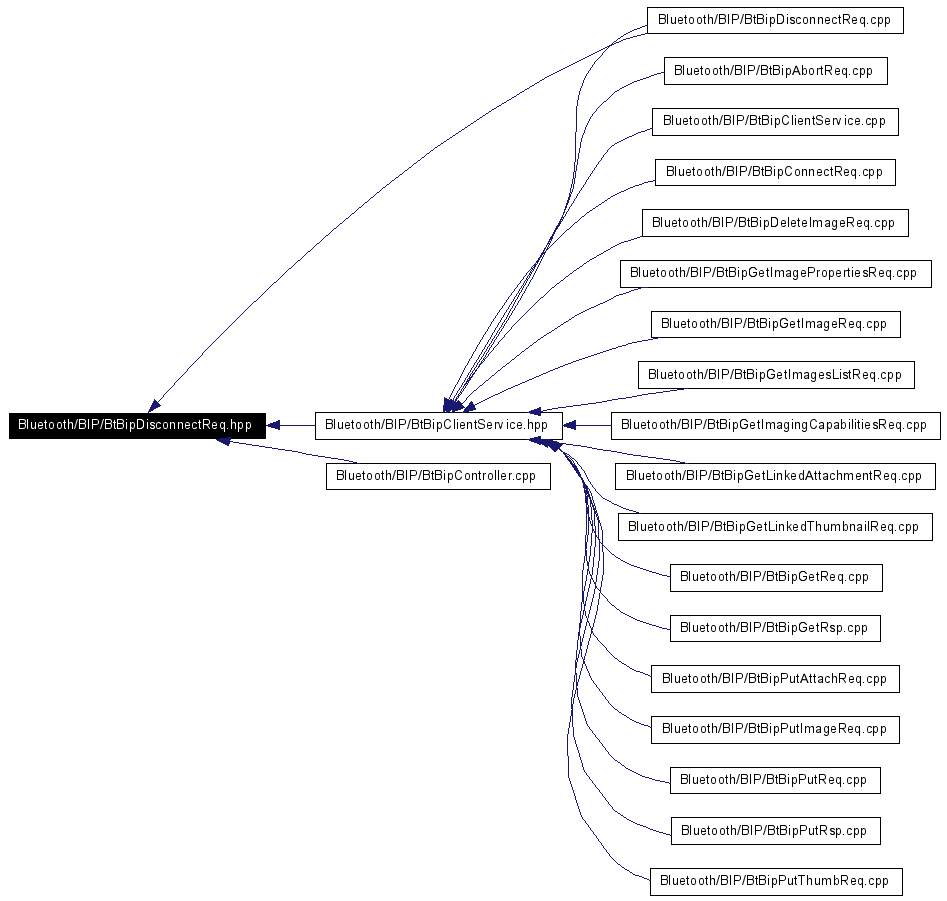 Bluetooth/BIP/BtBipDisconnectReq.cpp
Bluetooth/BIP/BtBipAbortReq.cpp
Bluetooth/BIP/BtBipClientService.cpp
Bluetooth/BIP/BtBipConnectReq.cpp
Bluetooth/BIP/BtBipDeleteImageReq.cpp
Bluetooth/BIP/BtBipGetImagePropertiesReq.cpp
Bluetooth/BIP/BtBipGetImageReq.cpp
Bluetooth/BIP/BtBipGetImagesListReq.cpp
Bluetooth/BIP/BtBipDisconnectReq.hpp
Bluetooth/BIP/BtBipClientService.hpp
Bluetooth/BIP/BtBipGetImagingCapabilitiesReq.cpp
Bluetooth/BIP/BtBipController.cpp
Bluetooth/BIP/BtBipGetLinkedAttachmentReq.cpp
Bluetooth/BIP/BtBipGetLinkedThumbnailReq.cpp
Bluetooth/BIP/BtBipGetReq.cpp
Bluetooth/BIP/BtBipGetRsp.cpp
Bluetooth/BIP/BtBipPutAttachReq.cpp
Bluetooth/BIP/BtBipPutImageReq.cpp
Bluetooth/BIP/BtBipPutReq.cpp
Bluetooth/BIP/BtBipPutRsp.cpp
Bluetooth/BIP/BtBipPutThumbReq.cpp